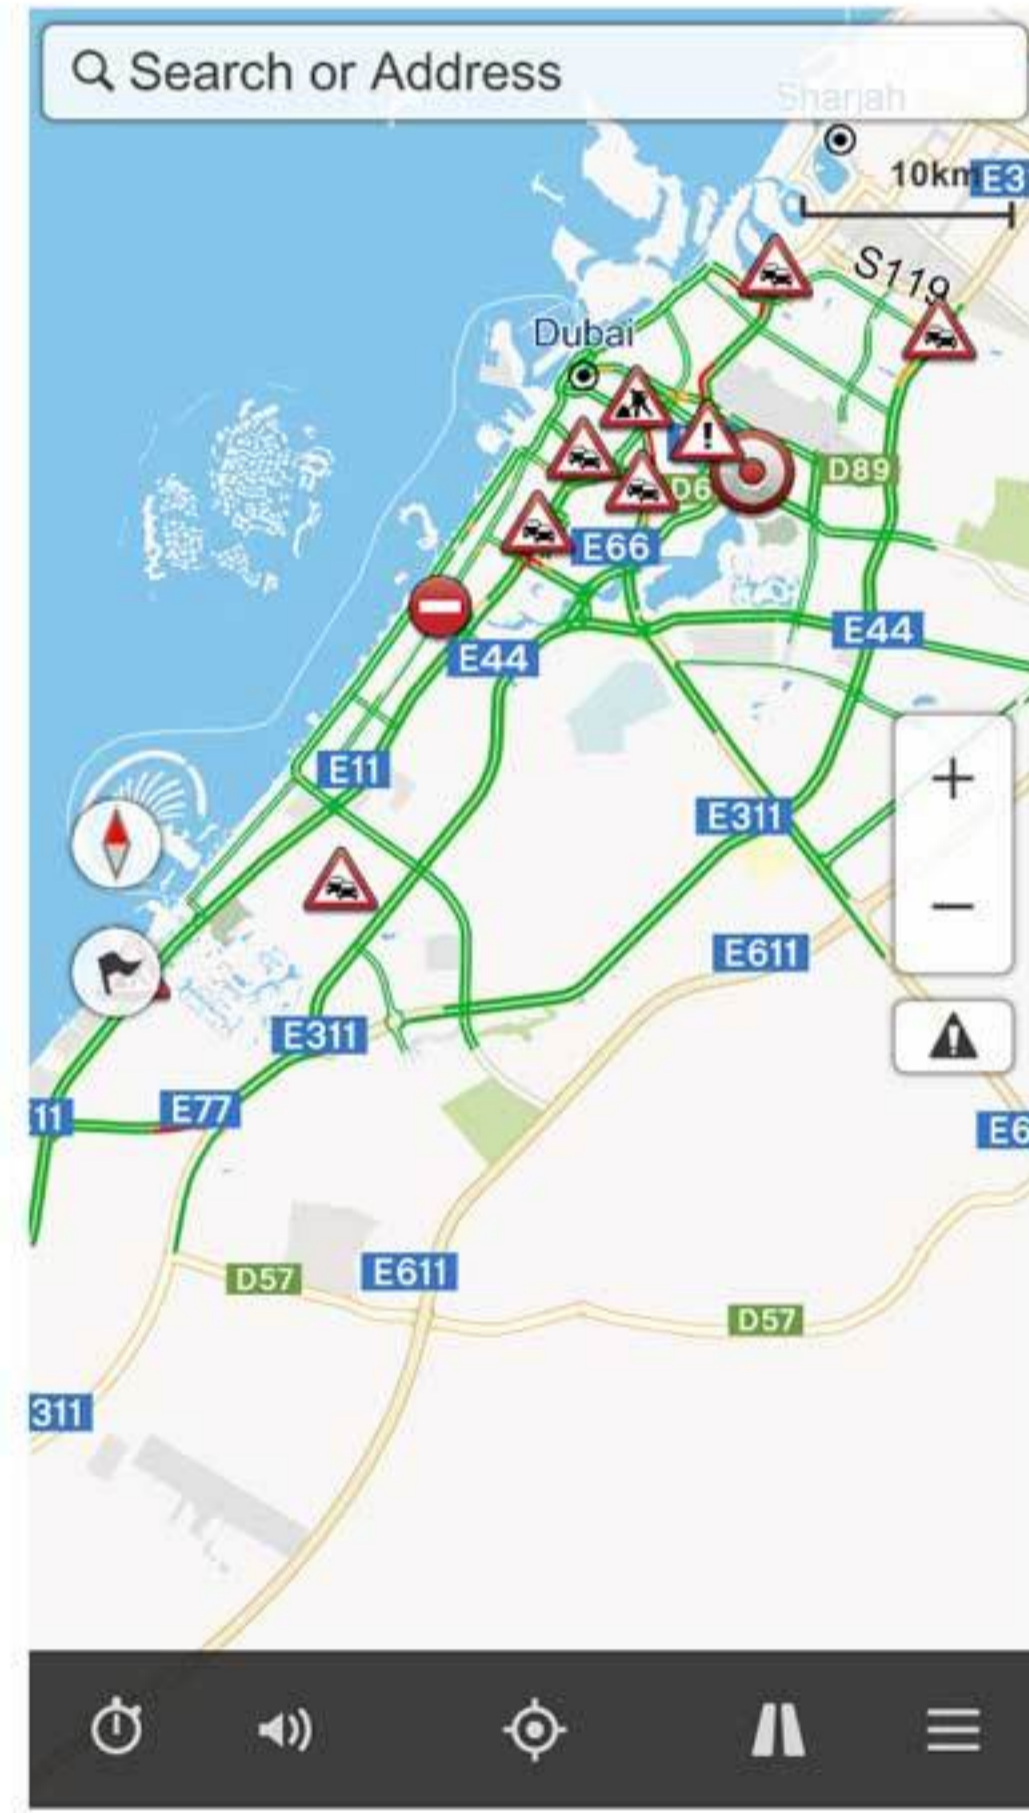 Search or Address
Sharjah
10km
E3
S119
Dubai
D89
D6
E66
E44
E44
E11
E311
E611
E311
E77
11
E6
E611
D57
D57
311